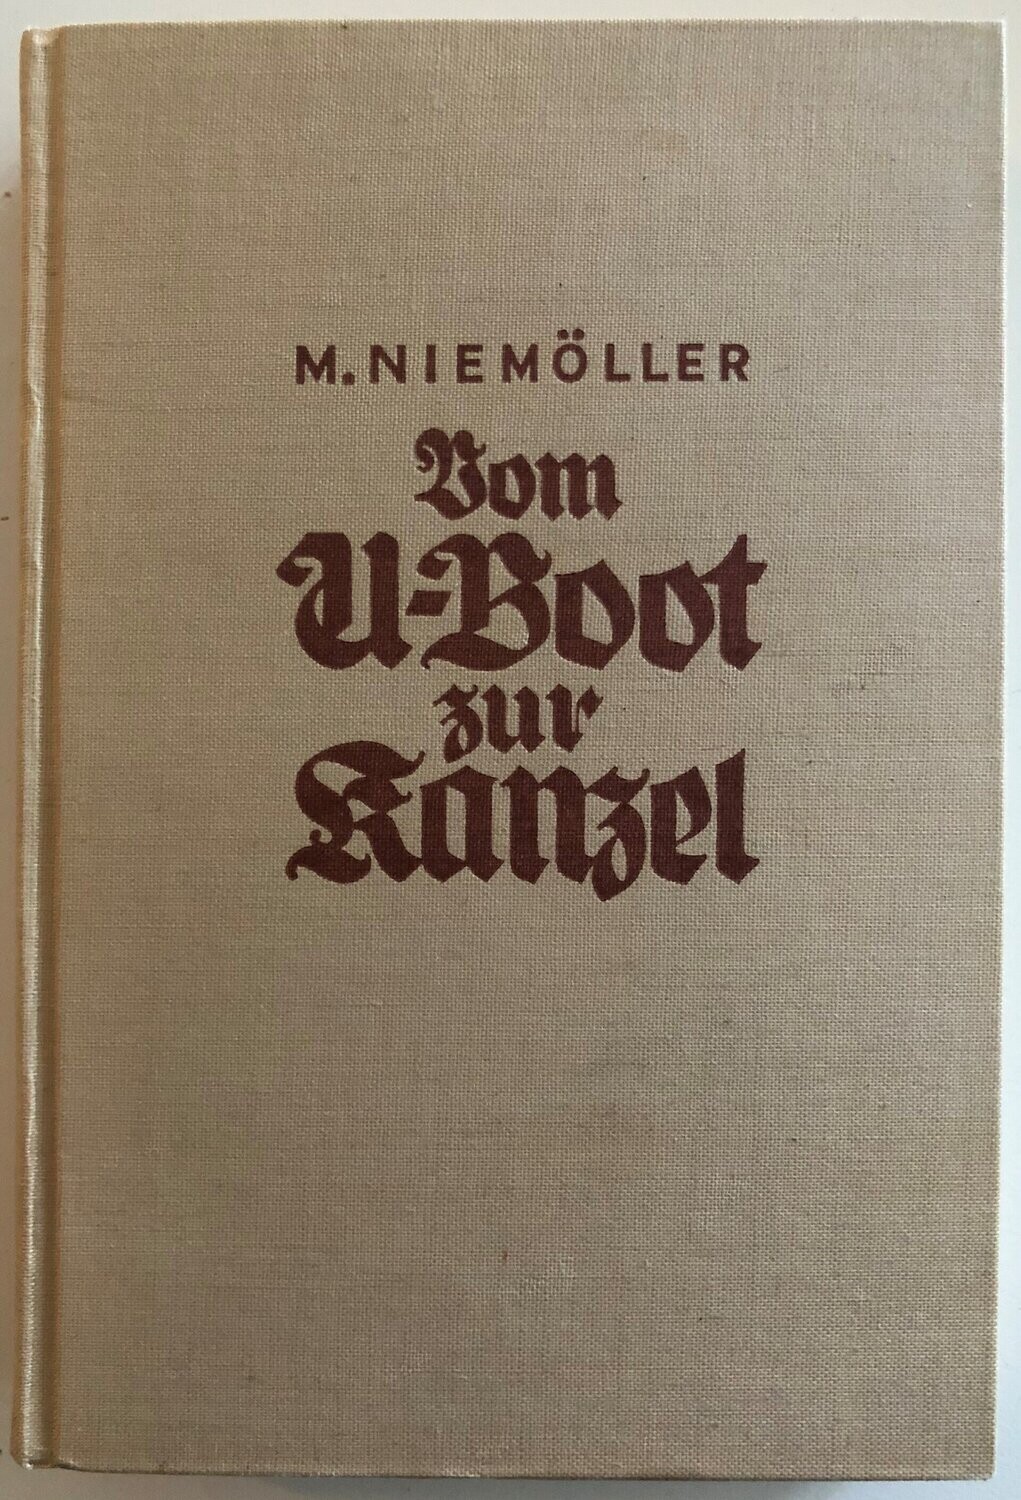 M. NIEMÖLLER
Vom
U-Boot
zur
Kanzel